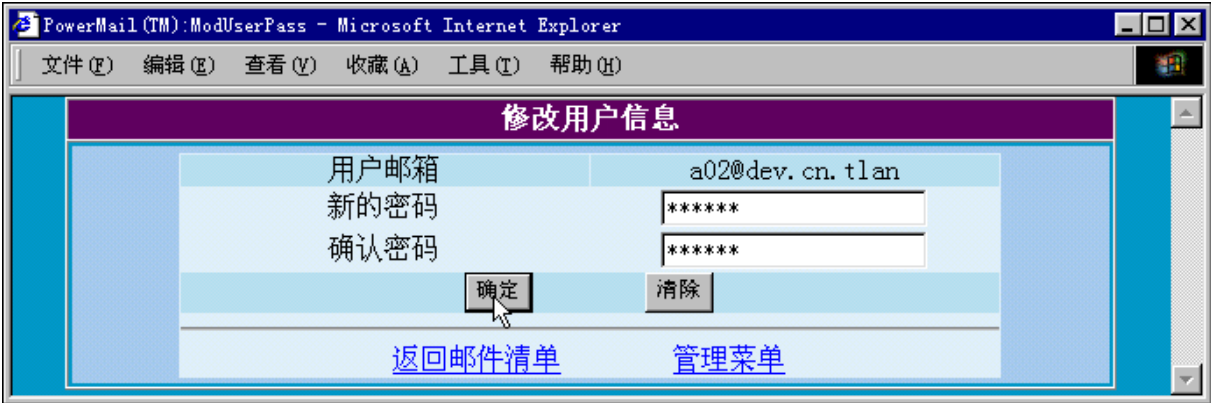 PowerMail(TM):ModUserPass - Microsoft Internet Explorer
文件(F) 编辑(E) 查看(V) 收藏(A) 工具(T) 帮助(H)
修改用户信息
用户邮箱 a02@dev.cn.tlan
新的密码 ******
确认密码 ******
确定 清除
返回邮件清单 管理菜单